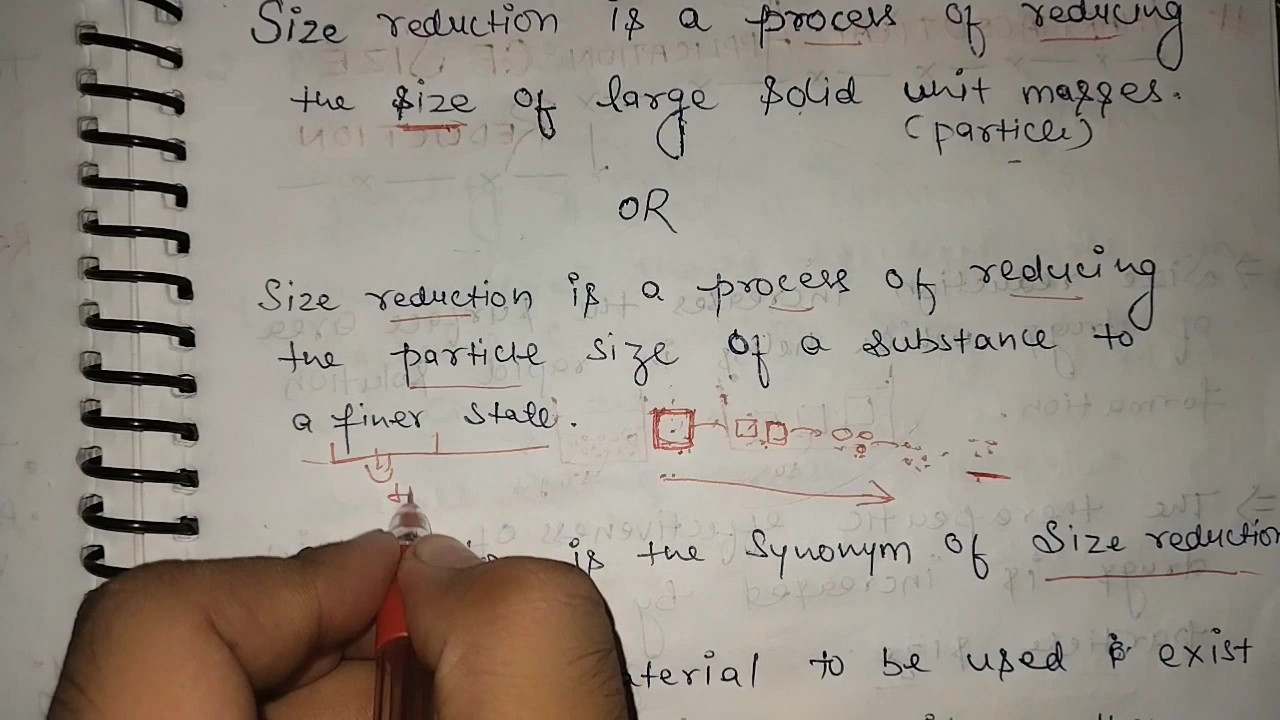 Size reduction is a process of reducing
the size of large solid unit masses.
(particle)
OR
Size reduction is a process of reducing
the particle size of a substance to
a finer state.
is the synonym of Size reduction
to be used is exist